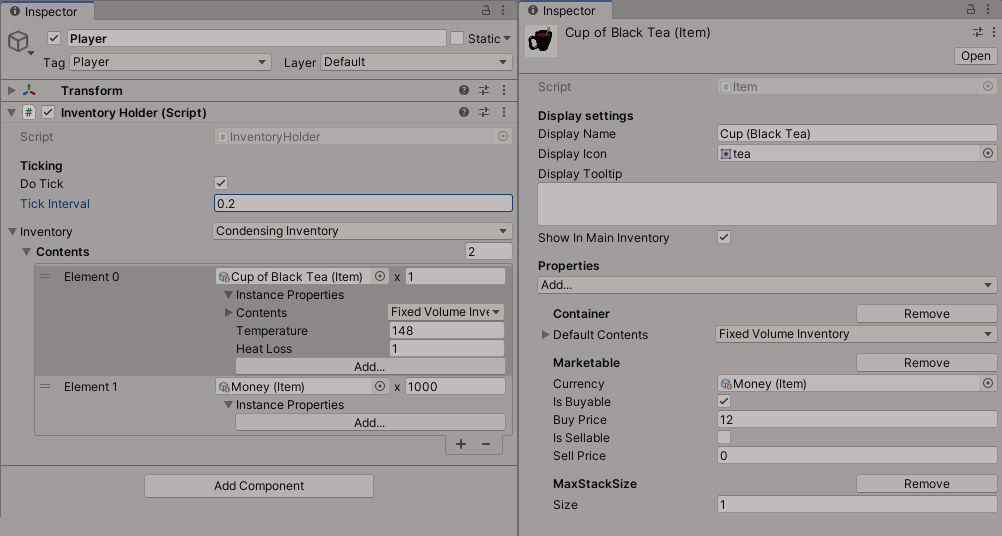 Inspector
Player
Static
Tag Player Layer Default
Transform
Inventory Holder (Script)
Script # InventoryHolder
Ticking
Do Tick
Tick Interval 0.2
Inventory Condensing Inventory
Contents 2
Element 0 Cup of Black Tea (Item) x 1
Instance Properties
Contents Fixed Volume Inve
Temperature 148
Heat Loss 1
Add...
Element 1 Money (Item) x 1000
Instance Properties
Add...
+ −
Add Component
Inspector
Cup of Black Tea (Item)
Open
Script # Item
Display settings
Display Name Cup (Black Tea)
Display Icon tea
Display Tooltip
Show In Main Inventory
Properties
Add...
Container Remove
Default Contents Fixed Volume Inventory
Marketable Remove
Currency Money (Item)
Is Buyable
Buy Price 12
Is Sellable
Sell Price 0
MaxStackSize Remove
Size 1